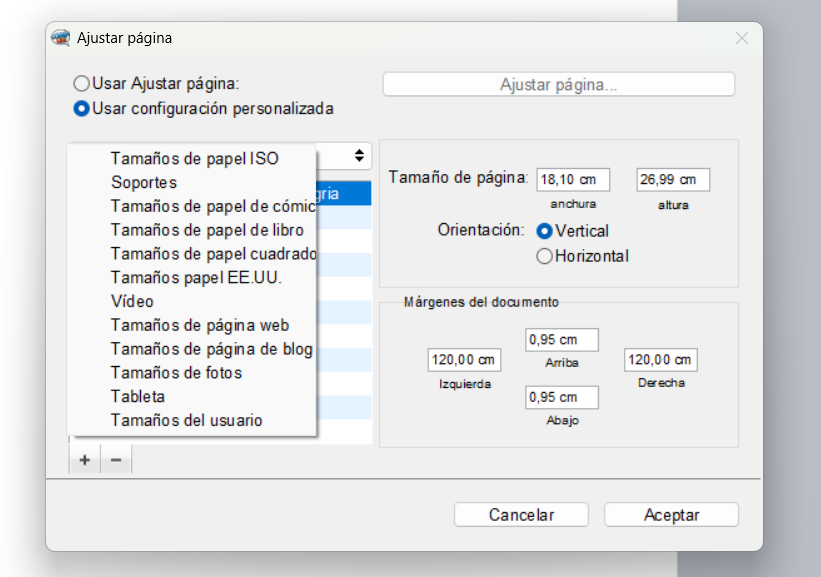 Ajustar página
Usar Ajustar página:
Ajustar página...
Usar configuración personalizada
Tamaños de papel ISO
Soportes
Tamaños de papel de cómic
Tamaños de papel de libro
Tamaños de papel cuadrado
Tamaños papel EE.UU.
Vídeo
Tamaños de página web
Tamaños de página de blog
Tamaños de fotos
Tableta
Tamaños del usuario
+ −
Tamaño de página: 18,10 cm 26,99 cm
anchura altura
Orientación: Vertical
Horizontal
Márgenes del documento
0,95 cm
Arriba
120,00 cm 120,00 cm
Izquierda Derecha
0,95 cm
Abajo
Cancelar Aceptar